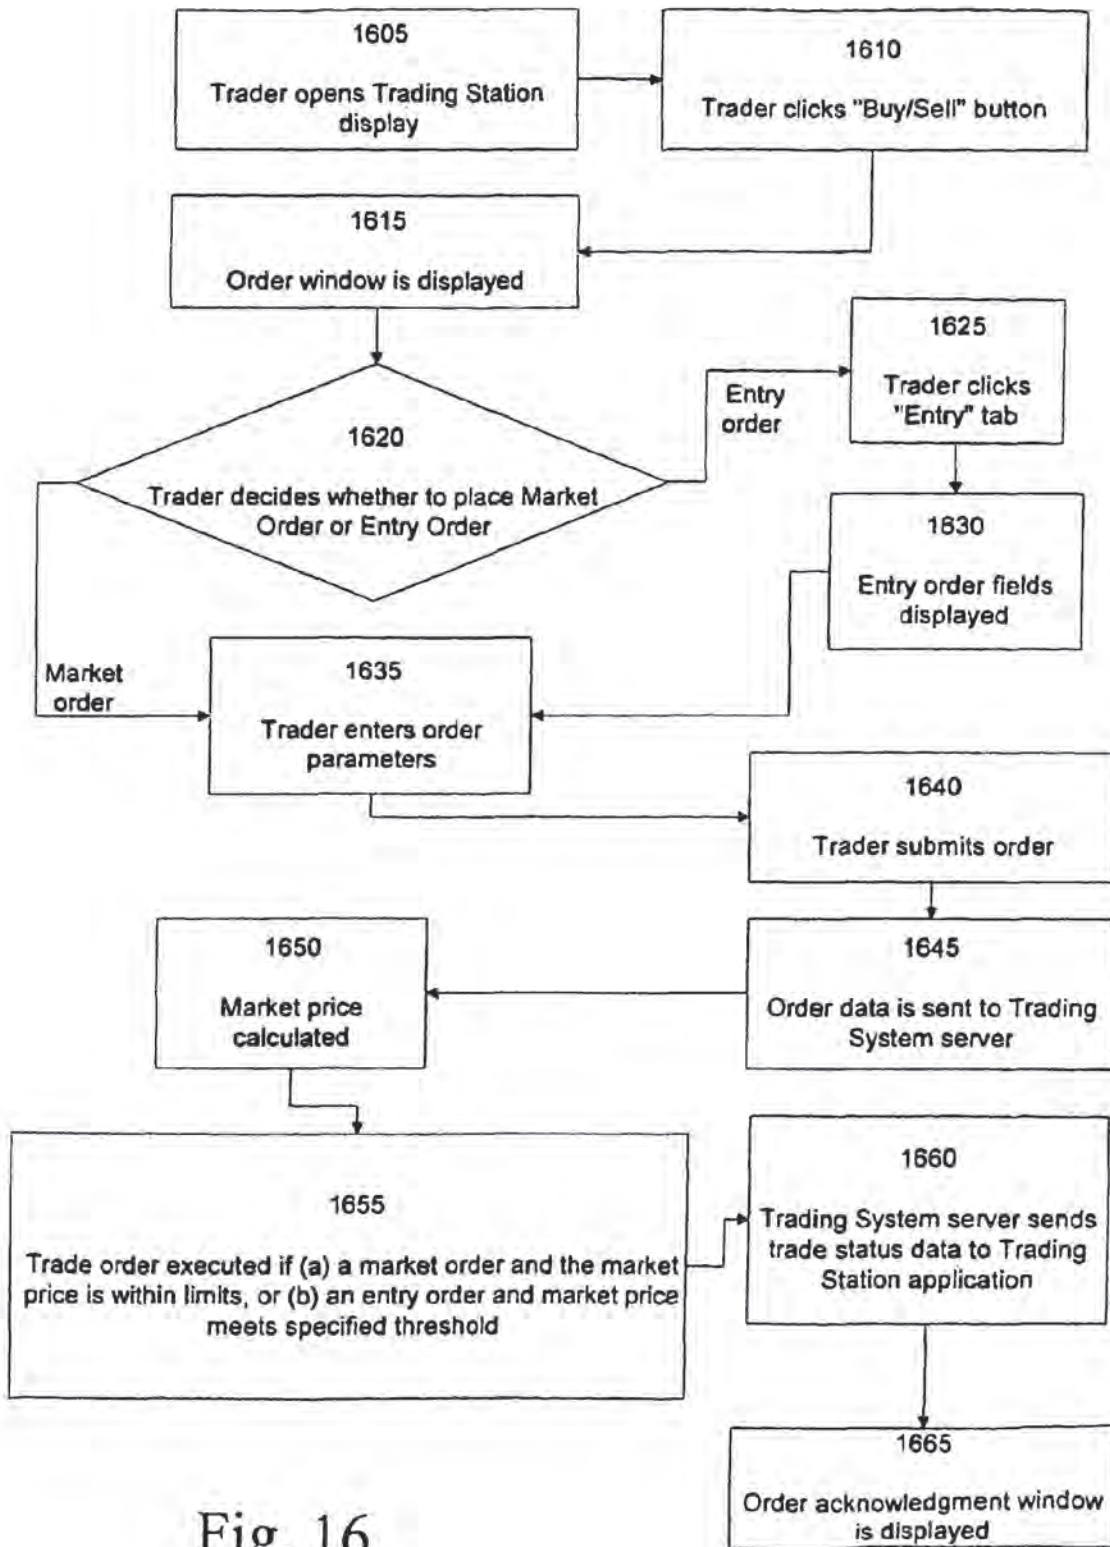 1605
Trader opens Trading Station
display
1610
Trader clicks "Buy/Sell" button
1615
Order window is displayed
1620
Trader decides whether to place Market
Order or Entry Order
Entry
order
1625
Trader clicks
"Entry" tab
1630
Entry order fields
displayed
Market
order
1635
Trader enters order
parameters
1640
Trader submits order
1645
Order data is sent to Trading
System server
1650
Market price
calculated
1655
Trade order executed if (a) a market order and the market
price is within limits, or (b) an entry order and market price
meets specified threshold
1660
Trading System server sends
trade status data to Trading
Station application
1665
Order acknowledgment window
is displayed
Fig. 16